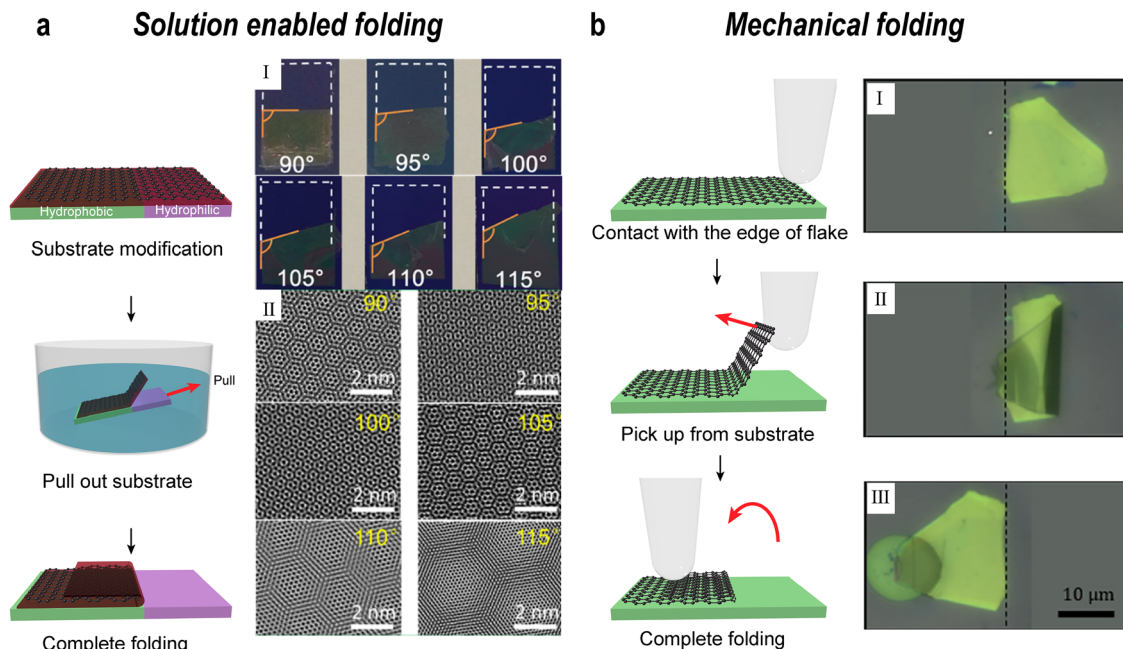 a Solution enabled folding
Hydrophobic Hydrophilic
Substrate modification
Pull
Pull out substrate
Complete folding
I
90° 95° 100°
105° 110° 115°
II
90° 95°
2 nm 2 nm
100° 105°
2 nm 2 nm
110° 115°
2 nm 2 nm
b Mechanical folding
Contact with the edge of flake
Pick up from substrate
Complete folding
I
II
III
10 μm